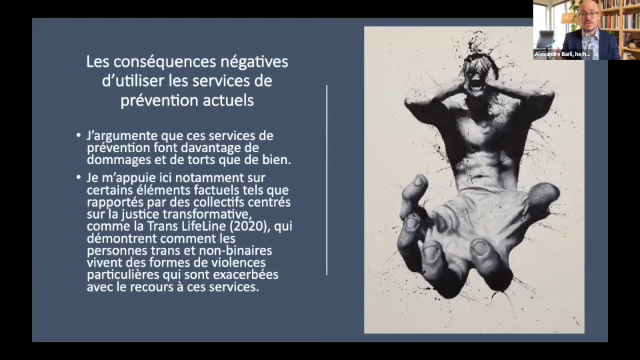 Les conséquences négatives
d'utiliser les services de
prévention actuels
• J'argumente que ces services de
prévention font davantage de
dommages et de torts que de bien.
• Je m'appuie ici notamment sur
certains éléments factuels tels que
rapportés par des collectifs centrés
sur la justice transformative,
comme la Trans LifeLine (2020), qui
démontrent comment les
personnes trans et non-binaires
vivent des formes de violences
particulières qui sont exacerbées
avec le recours à ces services.
Alexandre Baril, he/h...